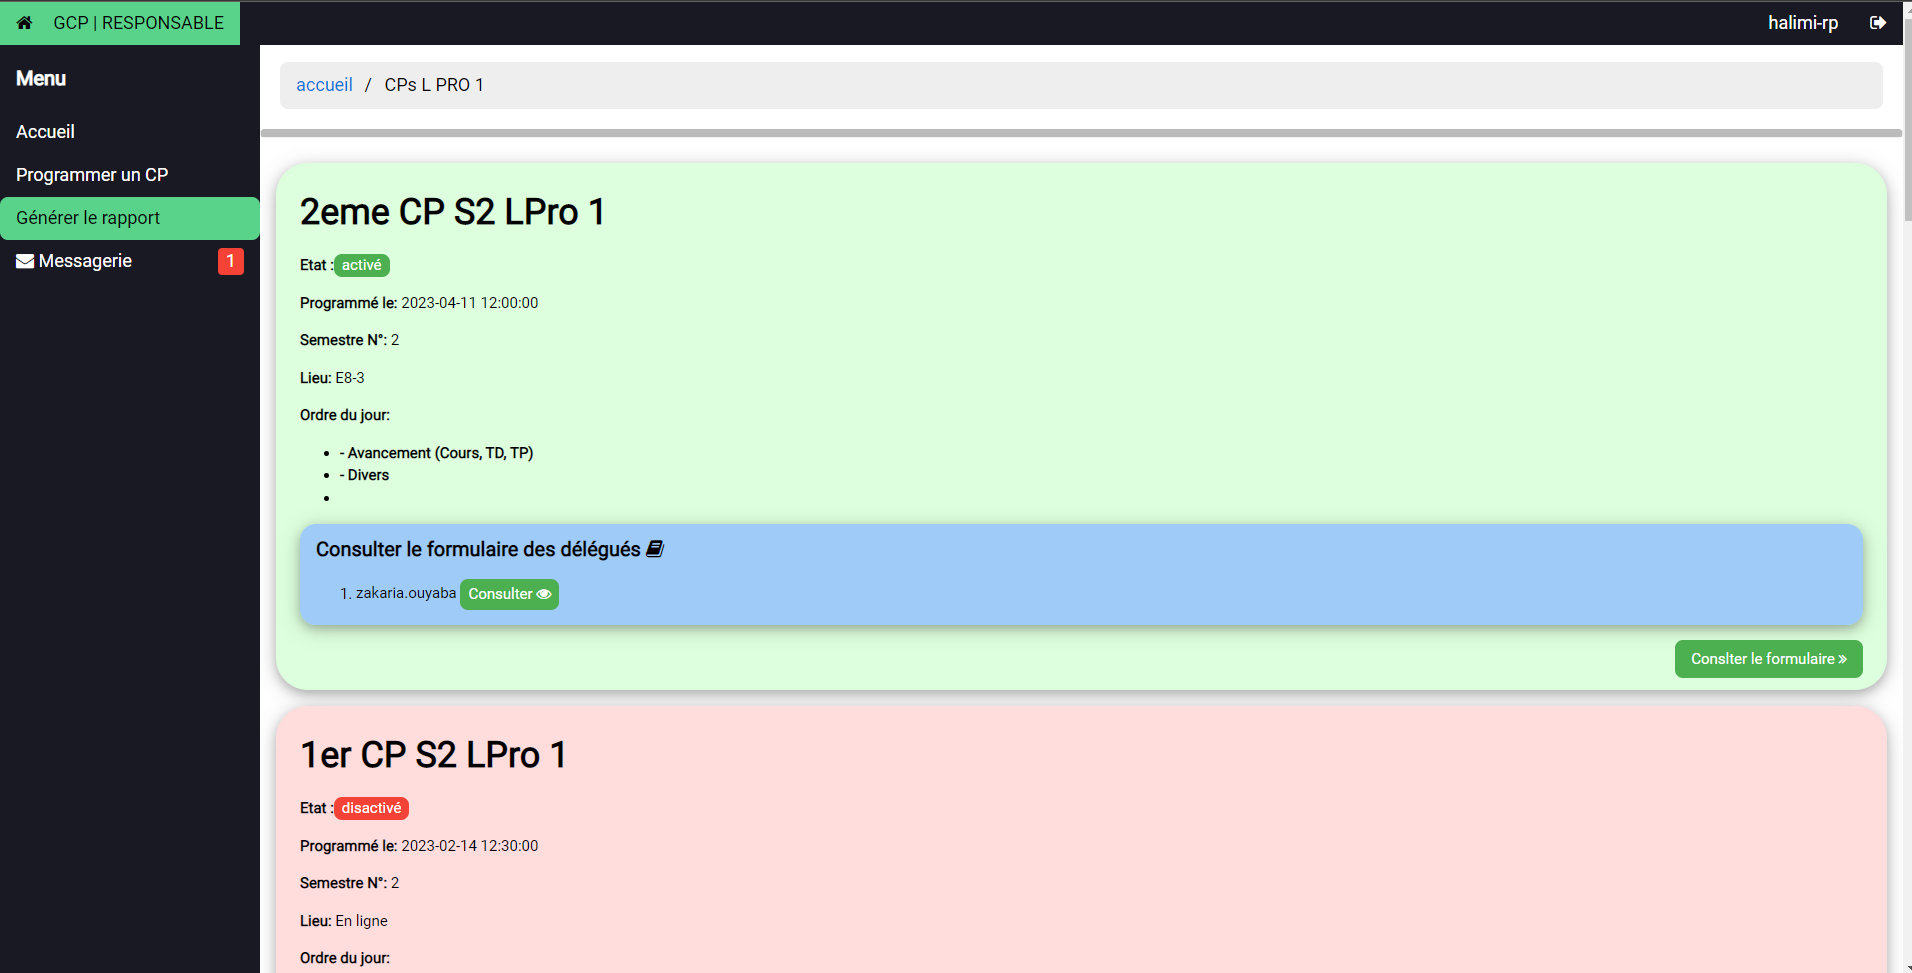 GCP | RESPONSABLE
halimi-rp
Menu
Accueil
Programmer un CP
Générer le rapport
Messagerie 1
accueil / CPs L PRO 1
2eme CP S2 LPro 1
Etat : activé
Programmé le: 2023-04-11 12:00:00
Semestre N°: 2
Lieu: E8-3
Ordre du jour:
- Avancement (Cours, TD, TP)
- Divers
Consulter le formulaire des délégués
1. zakaria.ouyaba Consulter
Conslter le formulaire »
1er CP S2 LPro 1
Etat : disactivé
Programmé le: 2023-02-14 12:30:00
Semestre N°: 2
Lieu: En ligne
Ordre du jour: